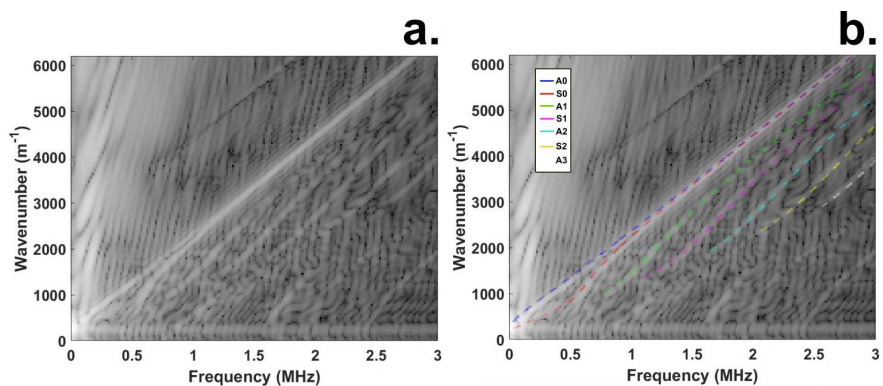 a.
6000
5000
4000
3000
2000
1000
0
Wavenumber (m⁻¹)
0 0.5 1 1.5 2 2.5 3
Frequency (MHz)
b.
6000
5000
4000
3000
2000
1000
0
Wavenumber (m⁻¹)
A0
S0
A1
S1
A2
S2
A3
0 0.5 1 1.5 2 2.5 3
Frequency (MHz)